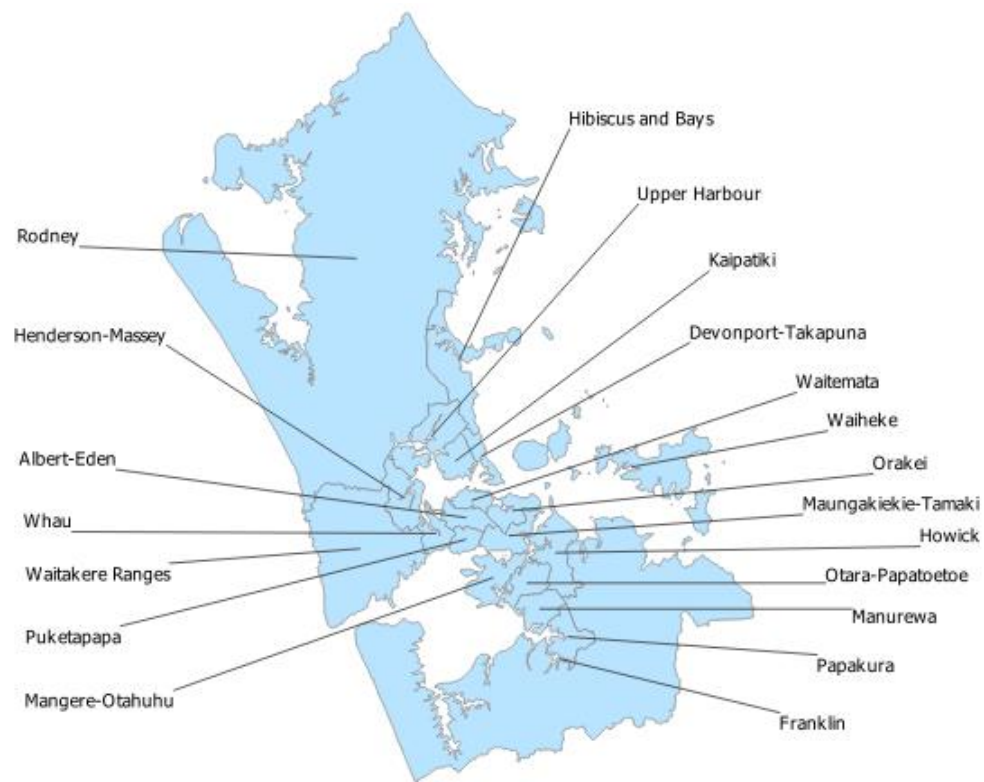 Hibiscus and Bays
Upper Harbour
Rodney
Kaipatiki
Henderson-Massey
Devonport-Takapuna
Waitemata
Waiheke
Albert-Eden
Orakei
Maungakiekie-Tamaki
Whau
Howick
Waitakere Ranges
Otara-Papatoetoe
Manurewa
Puketapapa
Papakura
Mangere-Otahuhu
Franklin